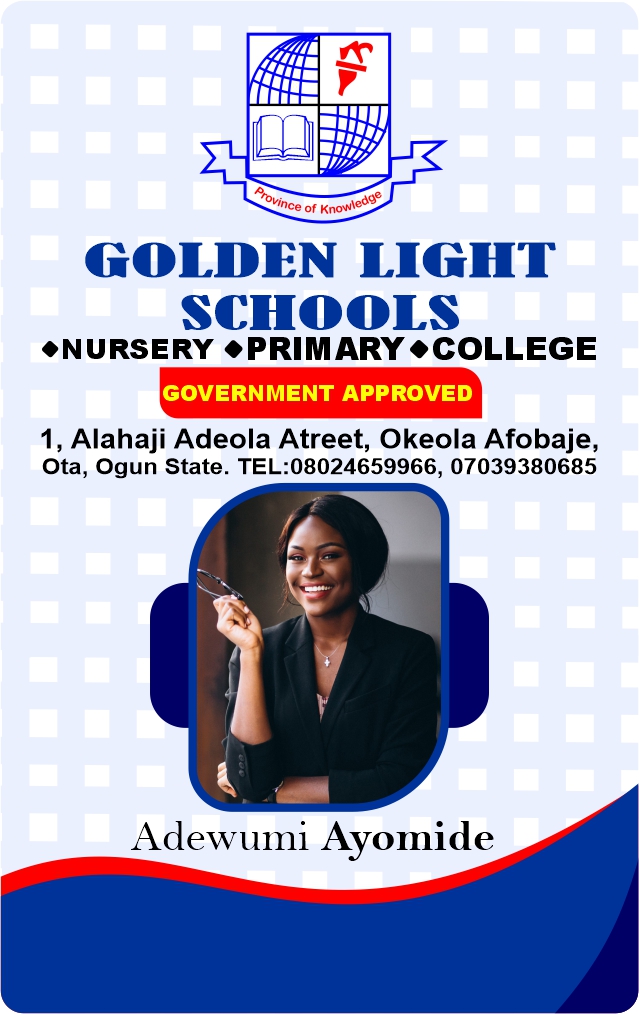 Province of Knowledge
GOLDEN LIGHT
SCHOOLS
◆NURSERY ◆PRIMARY◆COLLEGE
GOVERNMENT APPROVED
1, Alahaji Adeola Atreet, Okeola Afobaje,
Ota, Ogun State. TEL:08024659966, 07039380685
Adewumi Ayomide